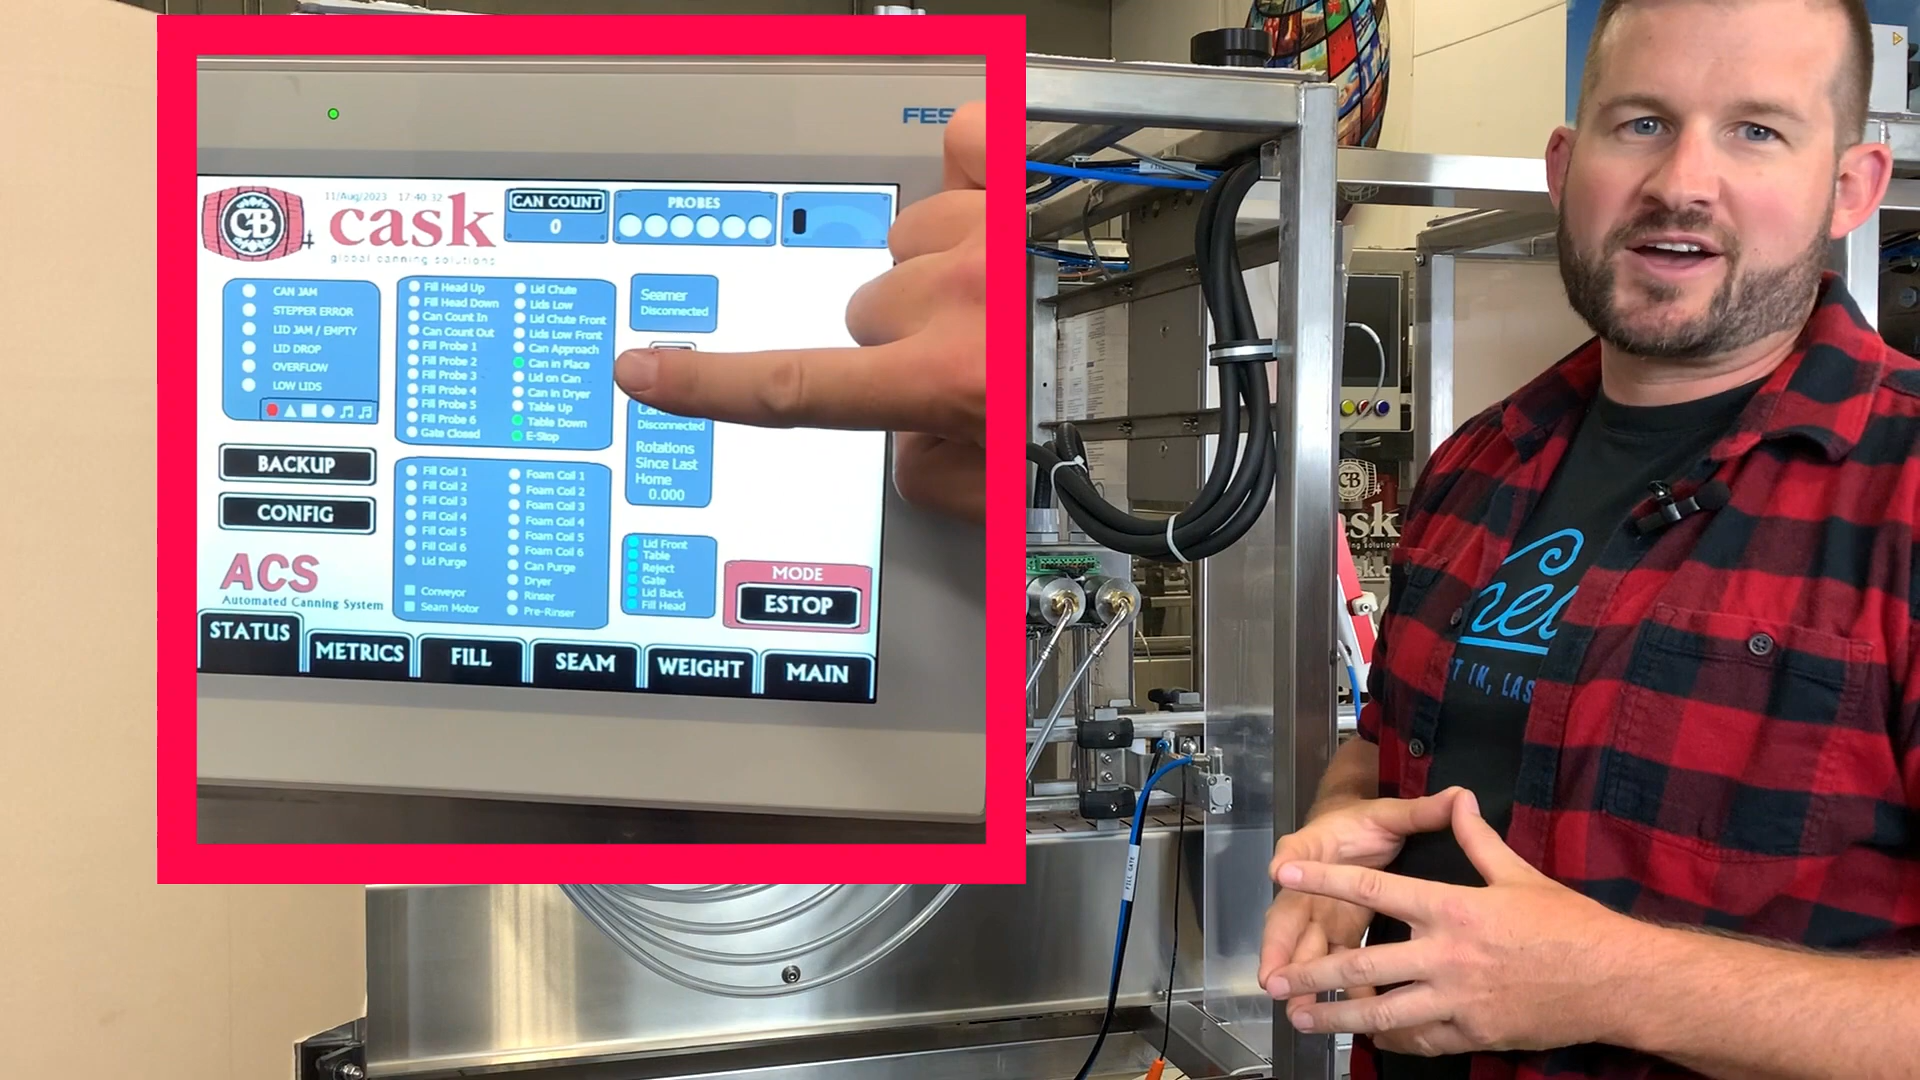 FES
11/Aug/2023 17:40:32
CB
cask
global canning solutions
CAN COUNT
0
PROBES
CAN JAM
STEPPER ERROR
LID JAM / EMPTY
LID DROP
OVERFLOW
LOW LIDS
Fill Head Up
Fill Head Down
Can Count In
Can Count Out
Fill Probe 1
Fill Probe 2
Fill Probe 3
Fill Probe 4
Fill Probe 5
Fill Probe 6
Gate Closed
Lid Chute
Lids Low
Lid Chute Front
Lids Low Front
Can Approach
Can in Place
Lid on Can
Can in Dryer
Table Up
Table Down
E-Stop
Seamer
Disconnected
Disconnected
Rotations
Since Last
Home
0.000
BACKUP
CONFIG
ACS
Automated Canning System
Fill Coil 1
Fill Coil 2
Fill Coil 3
Fill Coil 4
Fill Coil 5
Fill Coil 6
Lid Purge
Conveyor
Seam Motor
Foam Coil 1
Foam Coil 2
Foam Coil 3
Foam Coil 4
Foam Coil 5
Foam Coil 6
Can Purge
Dryer
Rinser
Pre-Rinser
Lid Front
Table
Reject
Gate
Lid Back
Fill Head
MODE
ESTOP
STATUS
METRICS
FILL
SEAM
WEIGHT
MAIN
FILL GATE
CB
sk
T IN, LAS